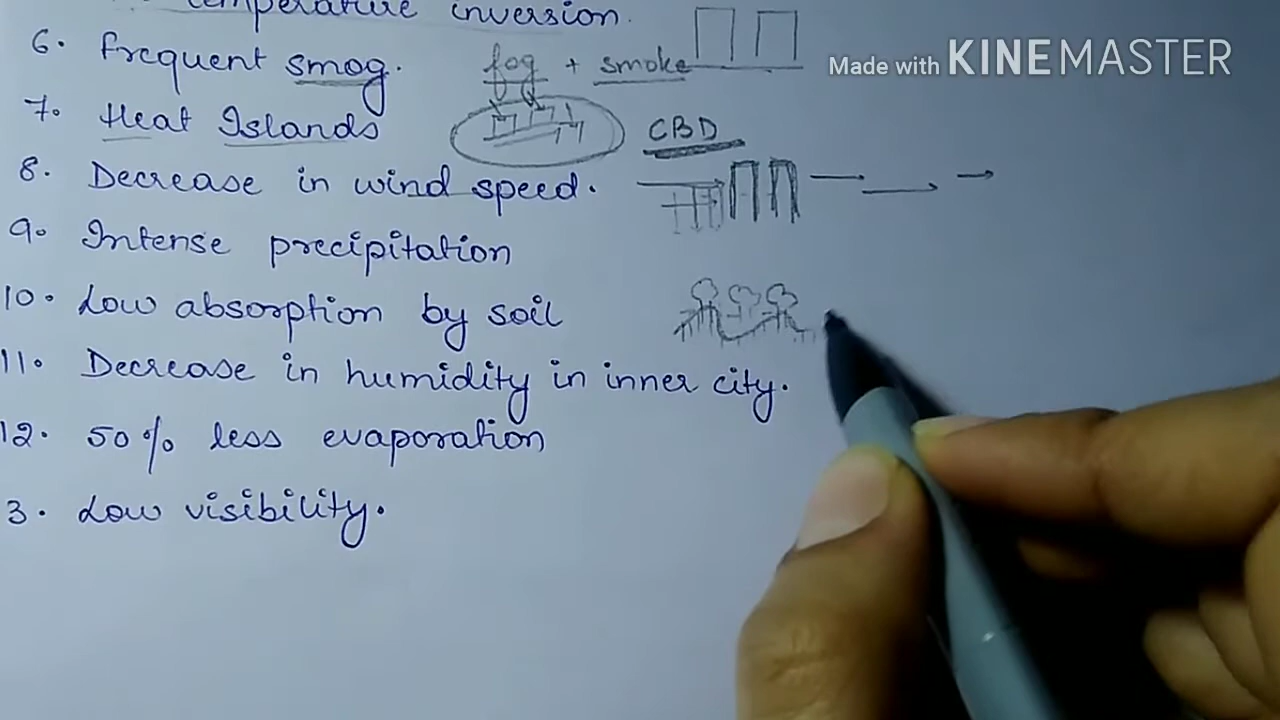 temperature inversion.
6. Frequent smog. fog + smoke
Made with KINEMASTER
7. Heat Islands CBD
8. Decrease in wind speed.
9. Intense precipitation
10. Low absorption by soil
11. Decrease in humidity in inner city.
12. 50% less evaporation
3. Low visibility.